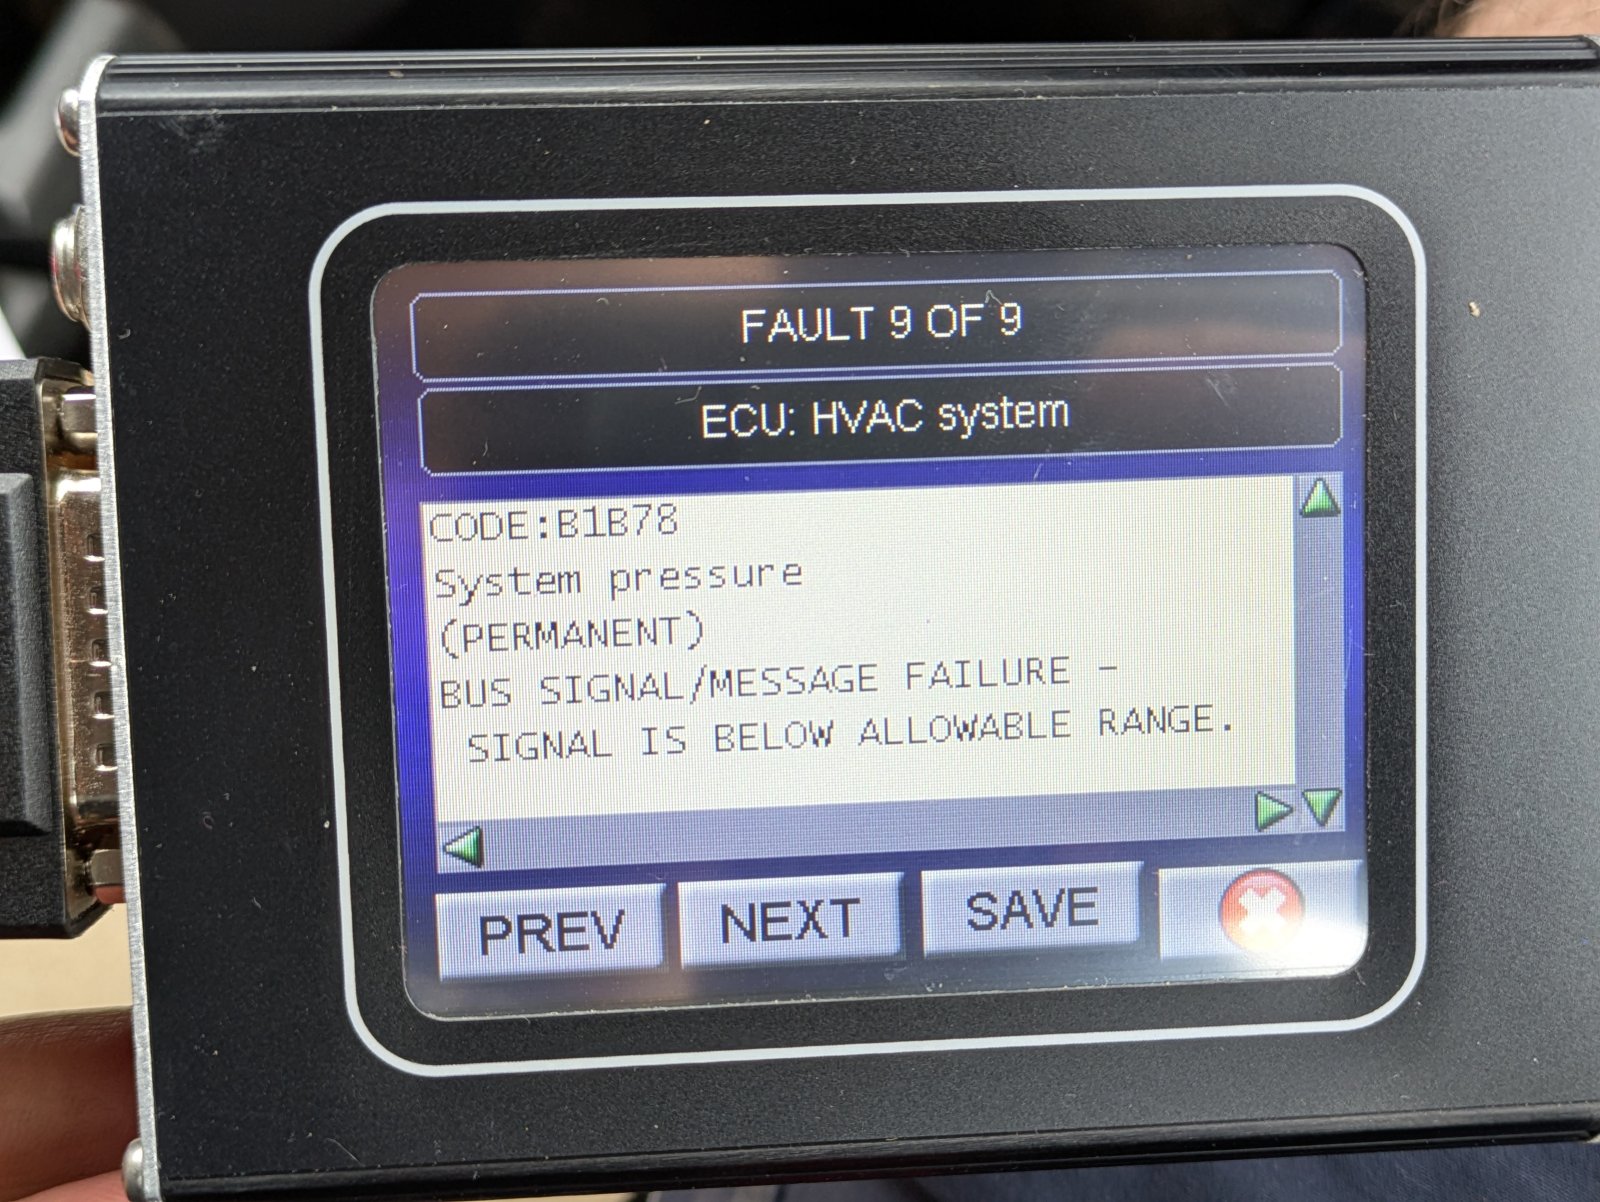 FAULT 9 OF 9
ECU: HVAC system
CODE:B1B78
System pressure
(PERMANENT)
BUS SIGNAL/MESSAGE FAILURE -
SIGNAL IS BELOW ALLOWABLE RANGE.
PREV NEXT SAVE